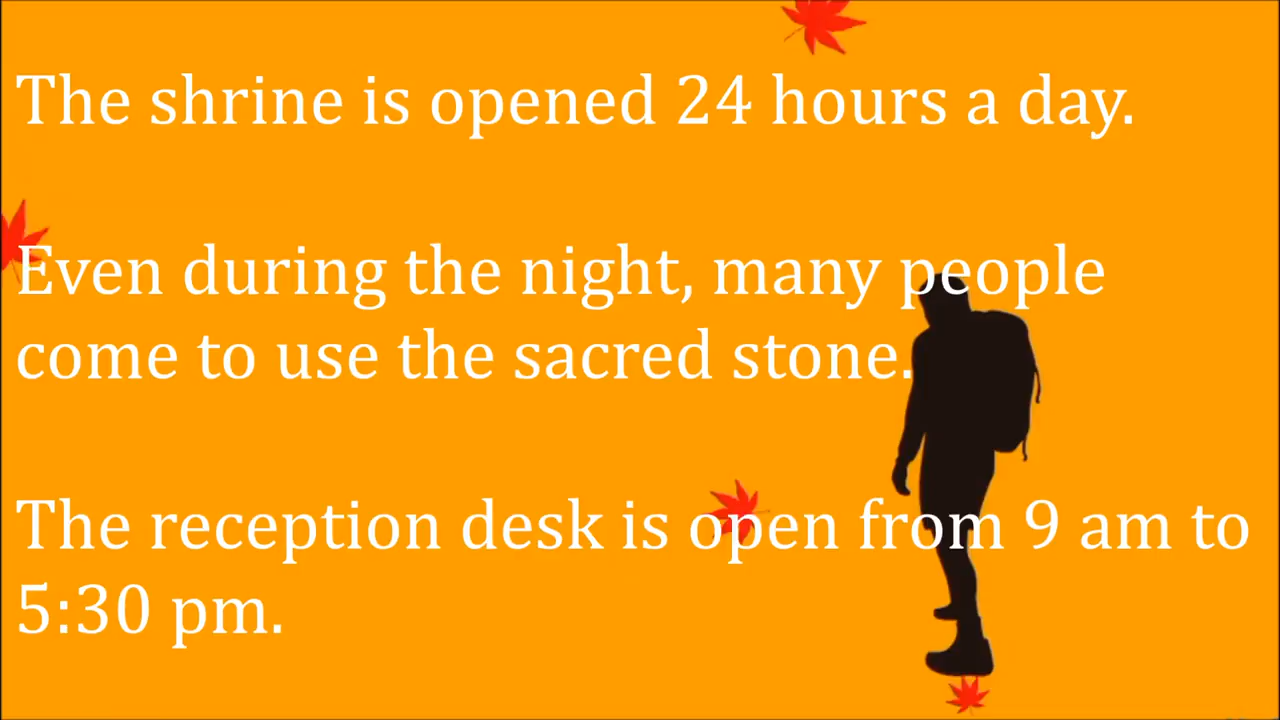 The shrine is opened 24 hours a day.
Even during the night, many people
come to use the sacred stone.
The reception desk is open from 9 am to
5:30 pm.